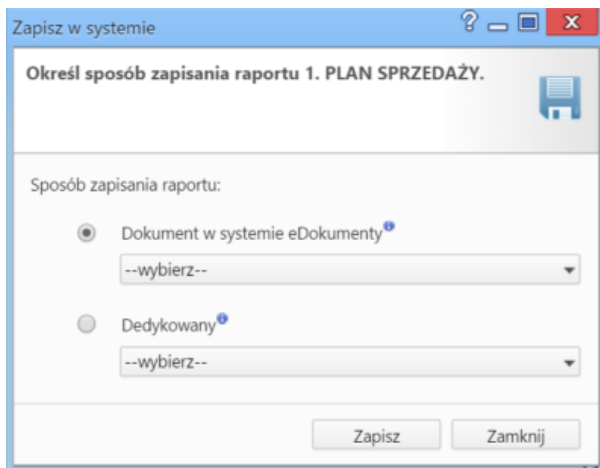 Zapisz w systemie
Określ sposób zapisania raportu 1. PLAN SPRZEDAŻY.
Sposób zapisania raportu:
Dokument w systemie eDokumenty
--wybierz--
Dedykowany
--wybierz--
Zapisz Zamknij